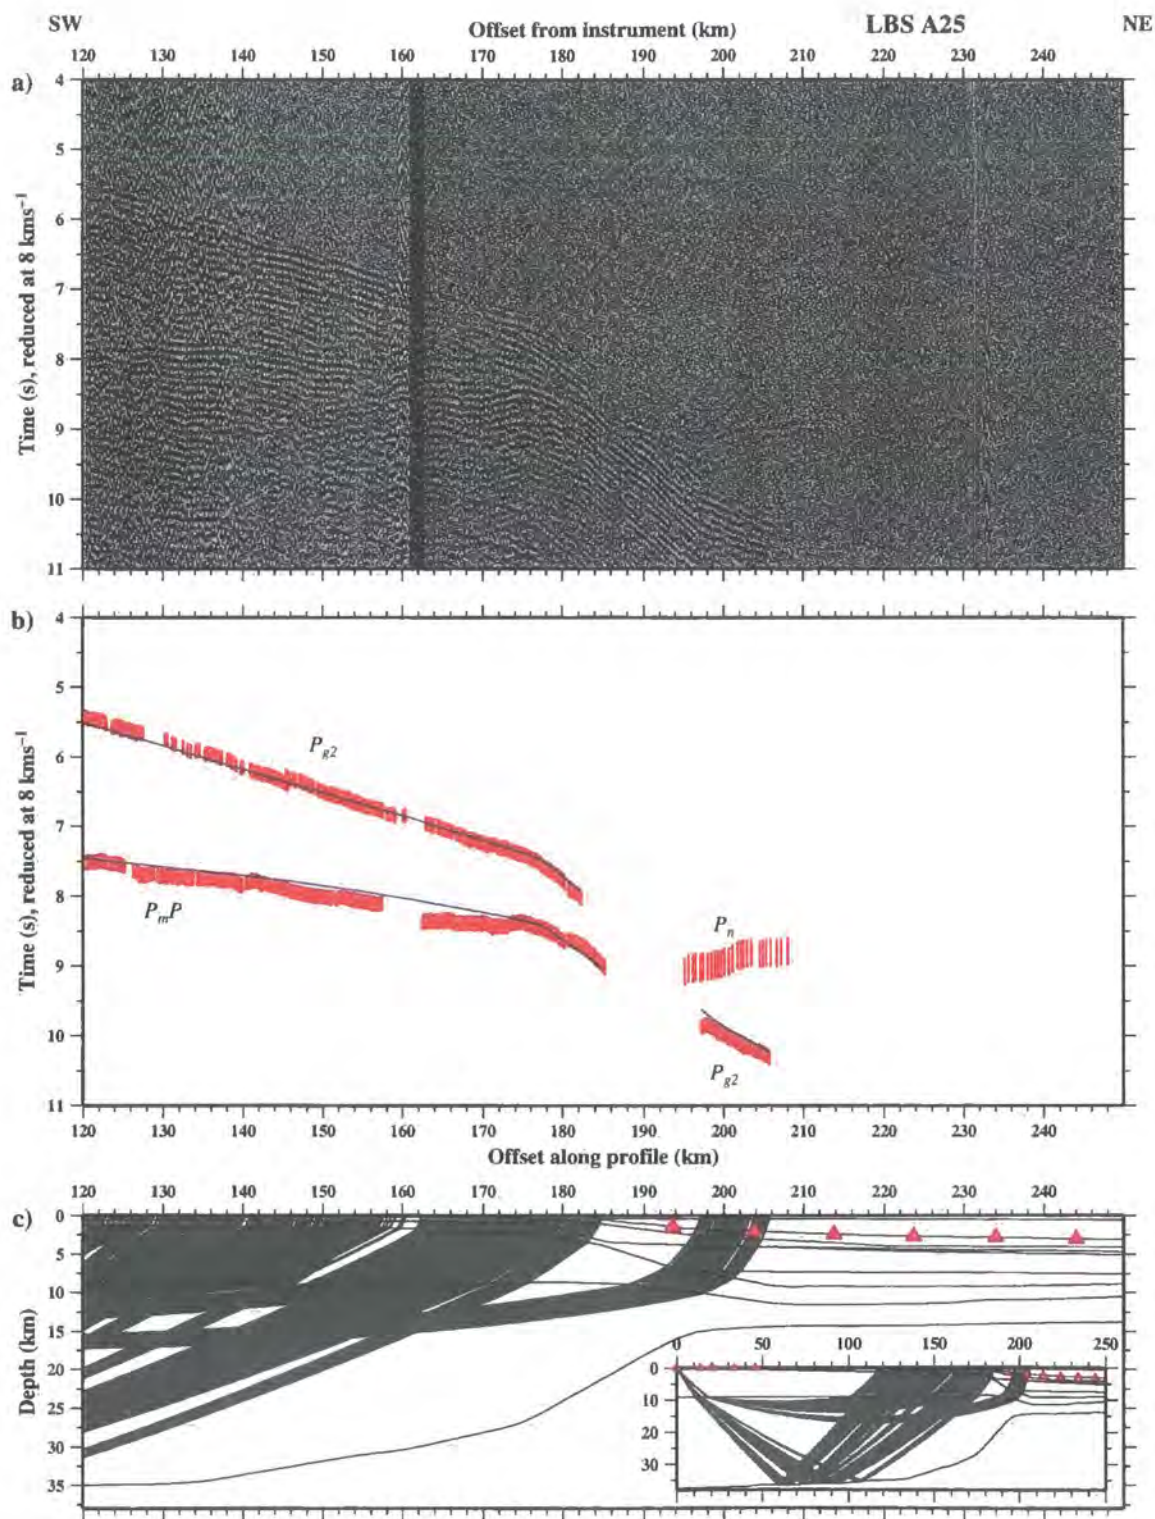 SW Offset from instrument (km) LBS A25 NE
120 130 140 150 160 170 180 190 200 210 220 230 240
a)
4
5
6
7
8
9
10
11
Time (s), reduced at 8 kms⁻¹
b)
4
5
6
7
8
9
10
11
Time (s), reduced at 8 kms⁻¹
Pg2
PmP
Pn
Pg2
120 130 140 150 160 170 180 190 200 210 220 230 240
Offset along profile (km)
120 130 140 150 160 170 180 190 200 210 220 230 240
c)
0
5
10
15
20
25
30
35
Depth (km)
0 50 100 150 200 250
0
10
20
30